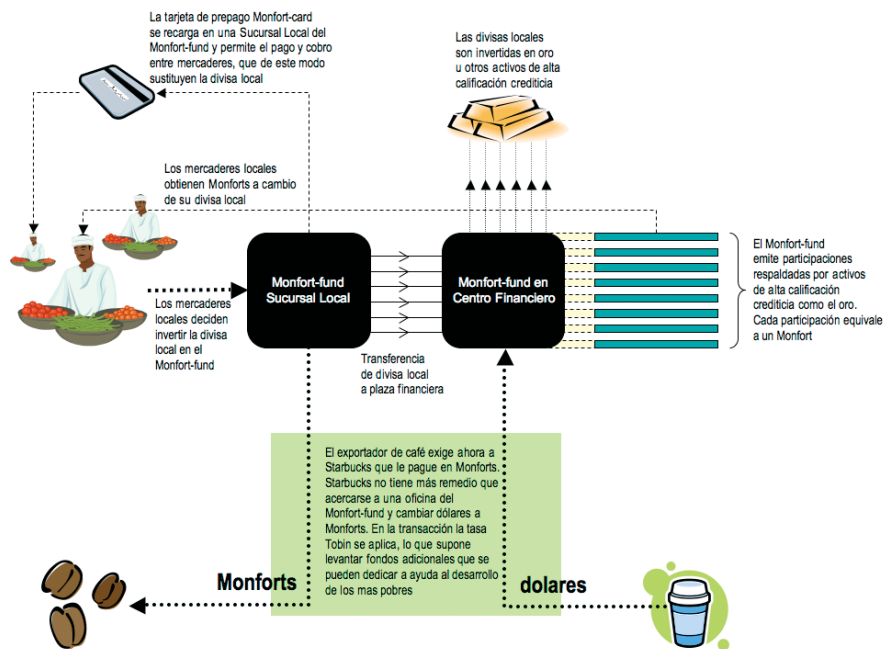 La tarjeta de prepago Monfort-card
se recarga en una Sucursal Local del
Monfort-fund y permite el pago y cobro
entre mercaderes, que de este modo
sustituyen la divisa local
Las divisas locales
son invertidas en oro
u otros activos de alta
calificación crediticia
Los mercaderes locales
obtienen Monforts a cambio
de su divisa local
Monfort-fund
Sucursal Local
Monfort-fund en
Centro Financiero
El Monfort-fund
emite participaciones
respaldadas por activos
de alta calificación
crediticia como el oro.
Cada participación equivale
a un Monfort
Los mercaderes
locales deciden
invertir la divisa
local en el
Monfort-fund
Transferencia
de divisa local
a plaza financiera
El exportador de café exige ahora a
Starbucks que le pague en Monforts.
Starbucks no tiene más remedio que
acercarse a una oficina del
Monfort-fund y cambiar dólares a
Monforts. En la transacción la tasa
Tobin se aplica, lo que supone
levantar fondos adicionales que se
pueden dedicar a ayuda al desarrollo
de los mas pobres
Monforts
dolares